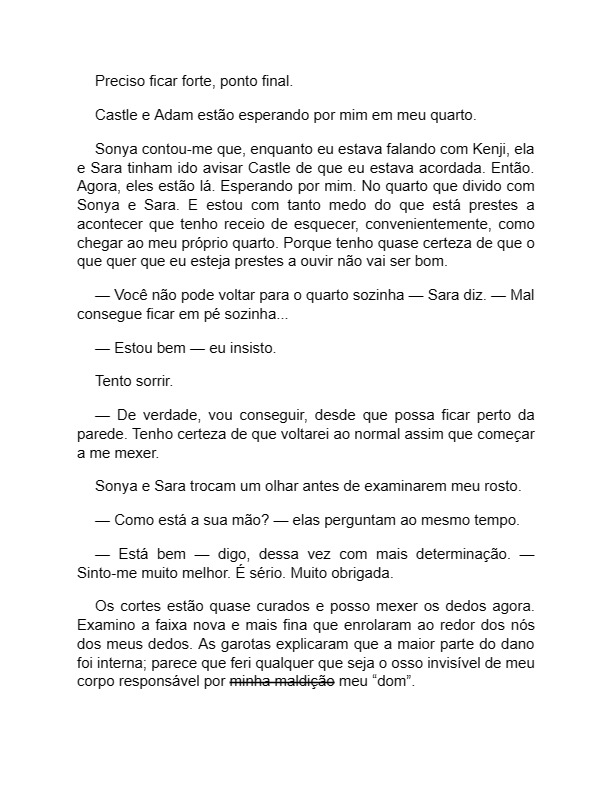 Preciso ficar forte, ponto final.
Castle e Adam estão esperando por mim em meu quarto.
Sonya contou-me que, enquanto eu estava falando com Kenji, ela
e Sara tinham ido avisar Castle de que eu estava acordada. Então.
Agora, eles estão lá. Esperando por mim. No quarto que divido com
Sonya e Sara. E estou com tanto medo do que está prestes a
acontecer que tenho receio de esquecer, convenientemente, como
chegar ao meu próprio quarto. Porque tenho quase certeza de que o
que quer que eu esteja prestes a ouvir não vai ser bom.
— Você não pode voltar para o quarto sozinha — Sara diz. — Mal
consegue ficar em pé sozinha...
— Estou bem — eu insisto.
Tento sorrir.
— De verdade, vou conseguir, desde que possa ficar perto da
parede. Tenho certeza de que voltarei ao normal assim que começar
a me mexer.
Sonya e Sara trocam um olhar antes de examinarem meu rosto.
— Como está a sua mão? — elas perguntam ao mesmo tempo.
— Está bem — digo, dessa vez com mais determinação. —
Sinto-me muito melhor. É sério. Muito obrigada.
Os cortes estão quase curados e posso mexer os dedos agora.
Examino a faixa nova e mais fina que enrolaram ao redor dos nós
dos meus dedos. As garotas explicaram que a maior parte do dano
foi interna; parece que feri qualquer que seja o osso invisível de meu
corpo responsável por minha maldição meu “dom”.